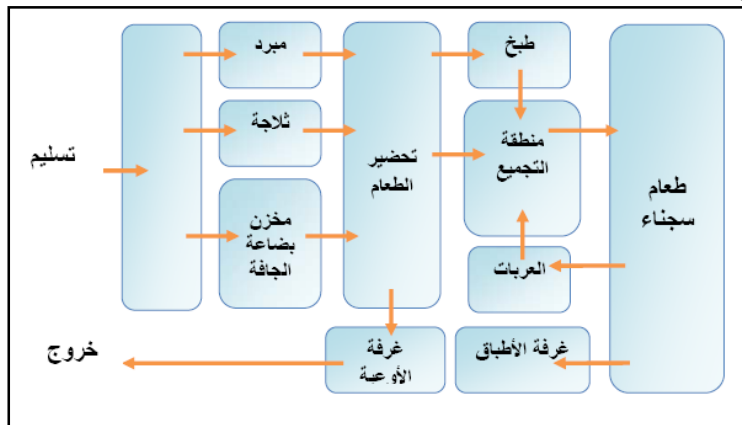 تسليم
مبرد
ثلاجة
مخزن
بضاعة
الجافة
تحضير
الطعام
طبخ
منطقة
التجميع
العربات
طعام
سجناء
غرفة الأطباق
غرفة
الأوعية
خروج